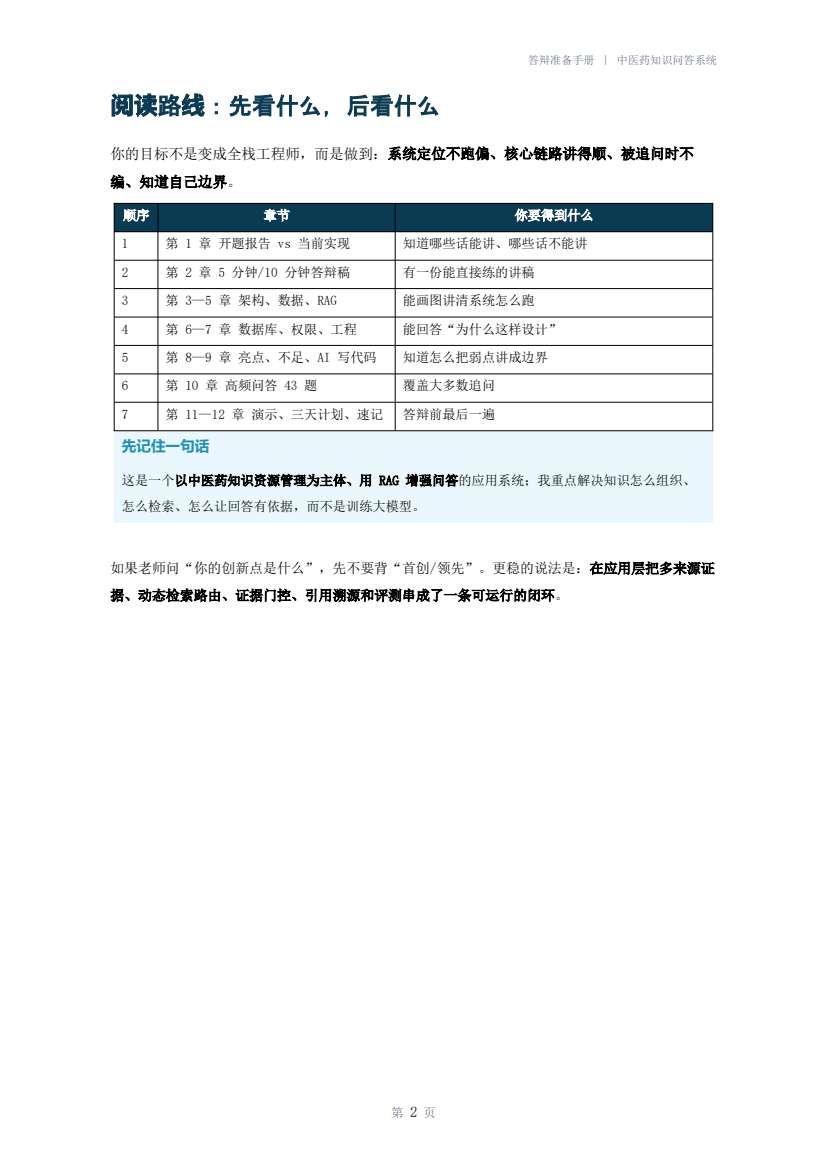 答辩准备手册 | 中医药知识问答系统
阅读路线：先看什么，后看什么
你的目标不是变成全栈工程师，而是做到：系统定位不跑偏、核心链路讲得顺、被追问时不
编、知道自己边界。
顺序 章节 你要得到什么
1 第 1 章 开题报告 vs 当前实现 知道哪些话能讲、哪些话不能讲
2 第 2 章 5 分钟/10 分钟答辩稿 有一份能直接练的讲稿
3 第 3—5 章 架构、数据、RAG 能画图讲清系统怎么跑
4 第 6—7 章 数据库、权限、工程 能回答“为什么这样设计”
5 第 8—9 章 亮点、不足、AI 写代码 知道怎么把弱点讲成边界
6 第 10 章 高频问答 43 题 覆盖大多数追问
7 第 11—12 章 演示、三天计划、速记 答辩前最后一遍
先记住一句话
这是一个以中医药知识资源管理为主体、用 RAG 增强问答的应用系统；我重点解决知识怎么组织、
怎么检索、怎么让回答有依据，而不是训练大模型。
如果老师问“你的创新点是什么”，先不要背“首创/领先”。更稳的说法是：在应用层把多来源证
据、动态检索路由、证据门控、引用溯源和评测串成了一条可运行的闭环。
第 2 页